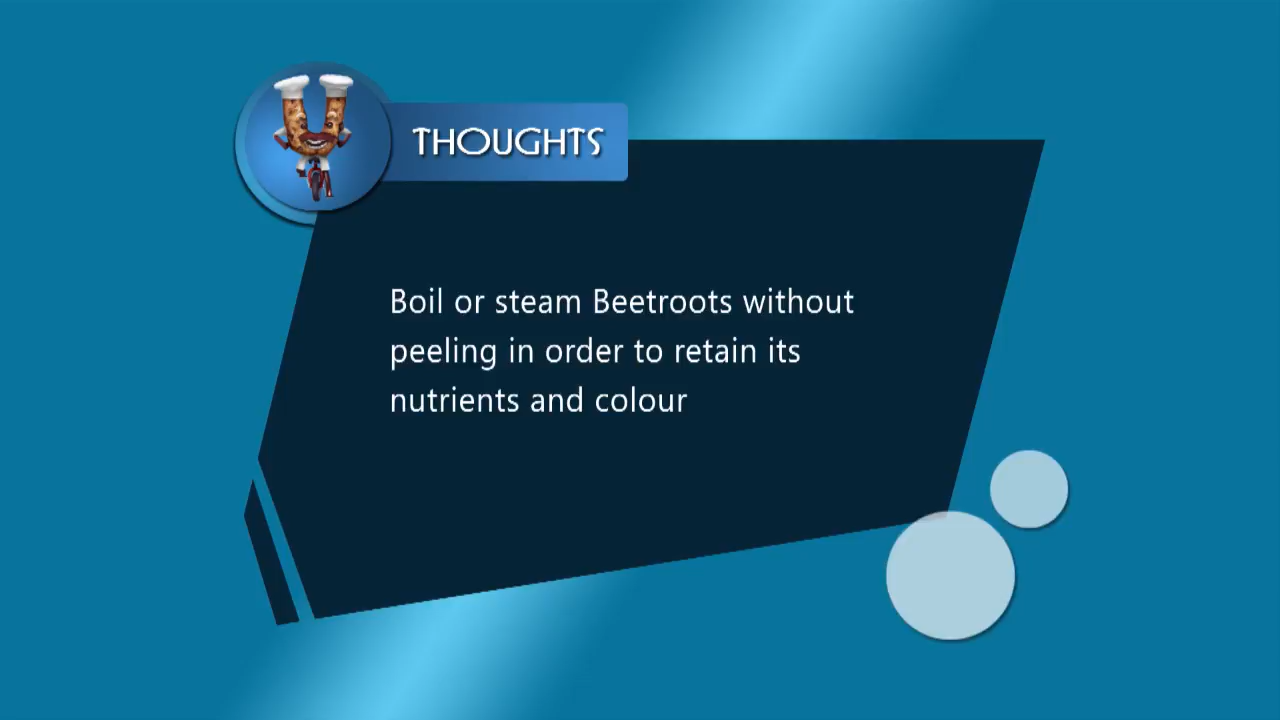 THOUGHTS
Boil or steam Beetroots without
peeling in order to retain its
nutrients and colour